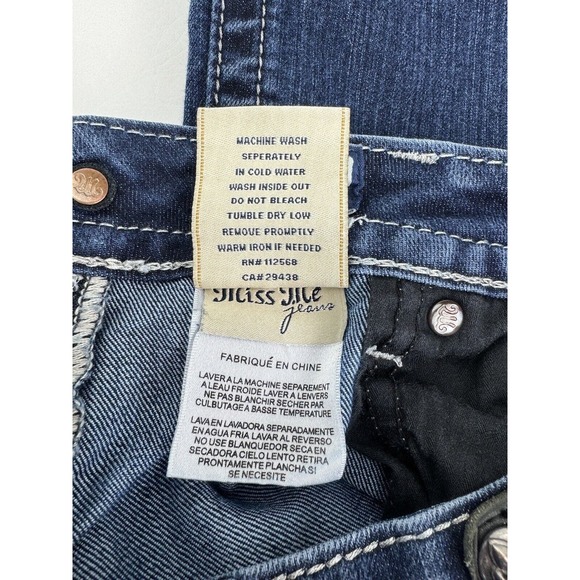 MACHINE WASH
SEPERATELY
IN COLD WATER
WASH INSIDE OUT
DO NOT BLEACH
TUMBLE DRY LOW
REMOVE PROMPTLY
WARM IRON IF NEEDED
RN# 112568
CA# 29438
Miss Me
jeans
FABRIQUÉ EN CHINE
LAVER A LA MACHINE SEPAREMENT
A LEAU FROIDE LAVER A LENVERS
NE PAS BLANCHIR SECHER PAR
CULBUTAGE A BASSE TEMPERATURE
LAVA EN LAVADORA SEPARADAMENTE
EN AGUA FRIA LAVAR AL REVERSO
NO USE BLANQUEDOR SECA EN
SECADORA CIELO LENTO RETIRA
PRONTAMENTE PLANCHA SI
SE NECESITE